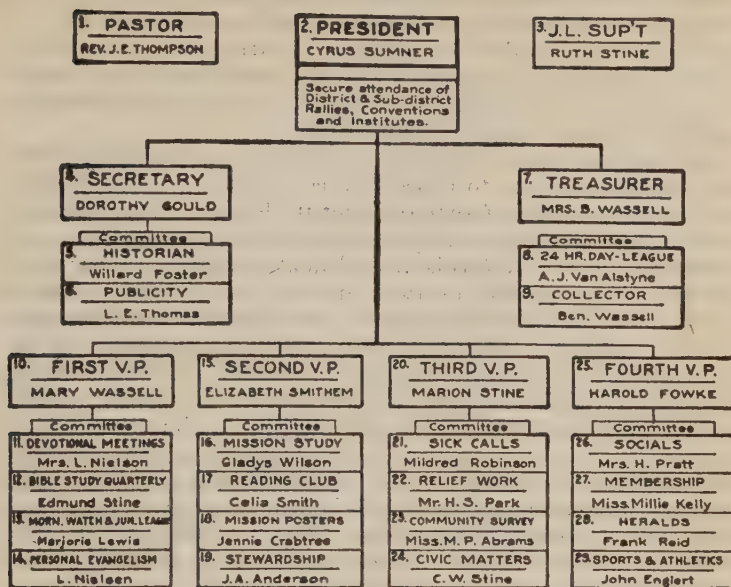 1. PASTOR
REV. J. E. THOMPSON
2. PRESIDENT
CYRUS SUMNER
Secure attendance of
District & Sub-district
Rallies, Conventions
and Institutes.
3. J.L. SUP'T
RUTH STINE
4. SECRETARY
DOROTHY GOULD
Committee
5. HISTORIAN
Willard Foster
6. PUBLICITY
L. E. Thomas
7. TREASURER
MRS. B. WASSELL
Committee
8. 24 HR. DAY-LEAGUE
A. J. Van Alstyne
9. COLLECTOR
Ben. Wassell
10. FIRST V.P.
MARY WASSELL
Committee
11. DEVOTIONAL MEETINGS
Mrs. L. Nielson
12. BIBLE STUDY QUARTERLY
Edmund Stine
13. MORN. WATCH & JUN. LEAGUE
Marjorie Lewis
14. PERSONAL EVANGELISM
L. Nielsen
15. SECOND V.P.
ELIZABETH SMITHEM
Committee
16. MISSION STUDY
Gladys Wilson
17 READING CLUB
Celia Smith
18. MISSION POSTERS
Jennie Crabtree
19. STEWARDSHIP
J. A. Anderson
20. THIRD V.P.
MARION STINE
Committee
21. SICK CALLS
Mildred Robinson
22. RELIEF WORK
Mr. H. S. Park
23. COMMUNITY SURVEY
Miss. M. P. Abrams
24. CIVIC MATTERS
C. W. Stine
25. FOURTH V.P.
HAROLD FOWKE
Committee
26. SOCIALS
Mrs. H. Pratt
27. MEMBERSHIP
Miss. Millie Kelly
28. HERALDS
Frank Reid
29. SPORTS & ATHLETICS
John Englert